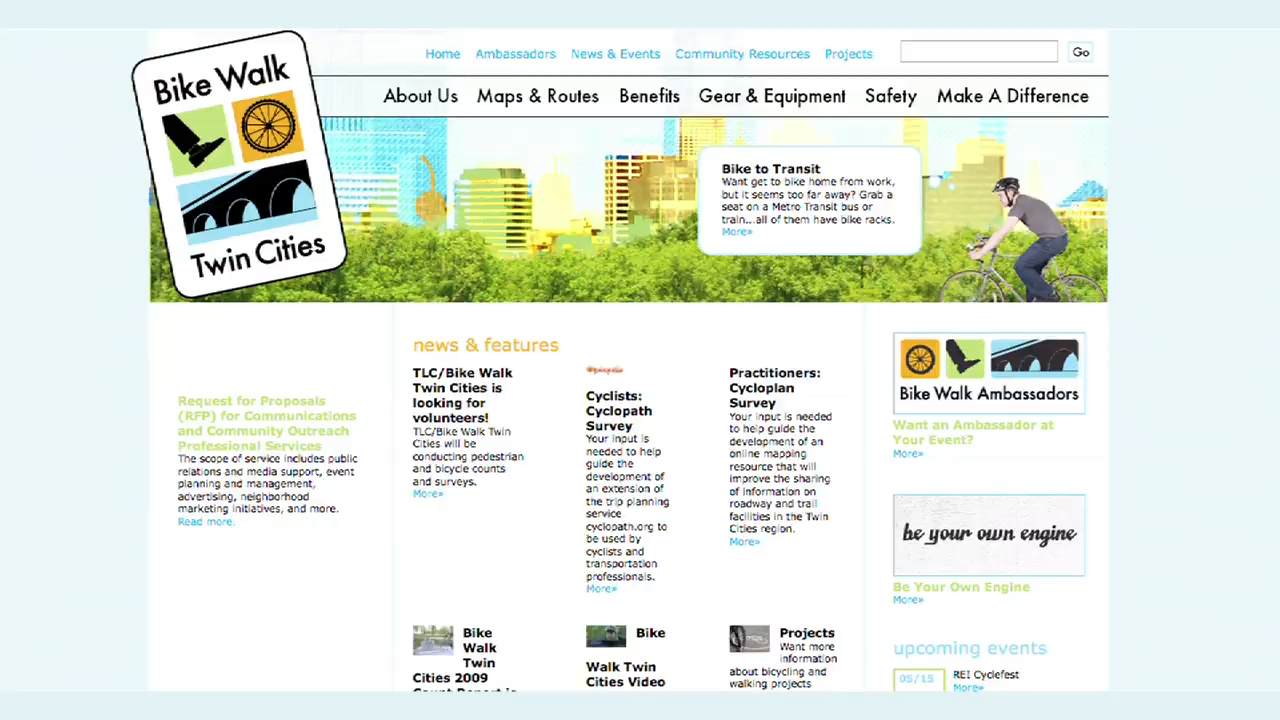 Bike Walk
Twin Cities
Home Ambassadors News & Events Community Resources Projects
Go
About Us Maps & Routes Benefits Gear & Equipment Safety Make A Difference
Bike to Transit
Want get to bike home from work,
but it seems too far away? Grab a
seat on a Metro Transit bus or
train...all of them have bike racks.
More»
Request for Proposals
(RFP) for Communications
and Community Outreach
Professional Services
The scope of service includes public
relations and media support, event
planning and management,
advertising, neighborhood
marketing initiatives, and more.
Read more.
news & features
TLC/Bike Walk
Twin Cities is
looking for
volunteers!
TLC/Bike Walk Twin
Cities will be
conducting pedestrian
and bicycle counts
and surveys.
More»
Cyclists:
Cyclopath
Survey
Your input is
needed to help
guide the
development of
an extension of
the trip planning
service
cyclopath.org to
be used by
cyclists and
transportation
professionals.
More»
Practitioners:
Cycloplan
Survey
Your input is needed
to help guide the
development of an
online mapping
resource that will
improve the sharing
of information on
roadway and trail
facilities in the Twin
Cities region.
More»
Bike
Walk
Twin
Cities 2009
Count Report is
Bike
Walk Twin
Cities Video
Projects
Want more
information
about bicycling and
walking projects
Bike Walk Ambassadors
Want an Ambassador at
Your Event?
More»
be your own engine
Be Your Own Engine
More»
upcoming events
05/15
REI Cyclefest
More»